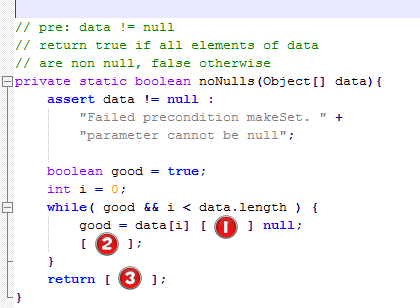 // pre: data != null
// return true if all elements of data
// are non null, false otherwise
private static boolean noNulls(Object[] data){
assert data != null :
"Failed precondition makeSet. " +
"parameter cannot be null";
boolean good = true;
int i = 0;
while( good && i < data.length ) {
good = data[i] [ 1 ] null;
[ 2 ];
}
return [ 3 ];
}